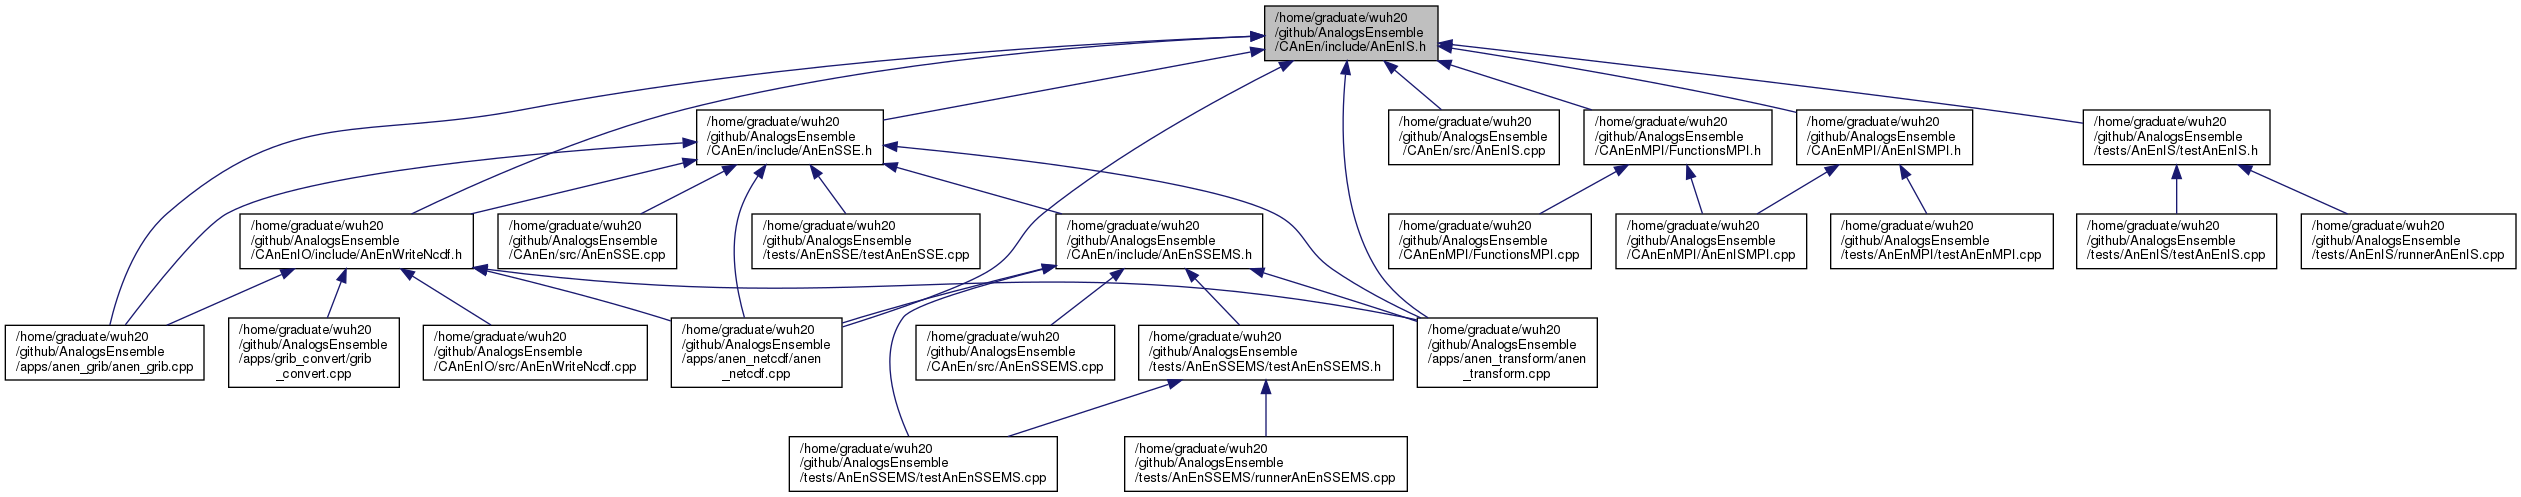 /home/graduate/wuh20
/github/AnalogsEnsemble
/CAnEn/include/AnEnIS.h
/home/graduate/wuh20
/github/AnalogsEnsemble
/CAnEn/include/AnEnSSE.h
/home/graduate/wuh20
/github/AnalogsEnsemble
/CAnEn/src/AnEnIS.cpp
/home/graduate/wuh20
/github/AnalogsEnsemble
/CAnEnMPI/FunctionsMPI.h
/home/graduate/wuh20
/github/AnalogsEnsemble
/CAnEnMPI/AnEnISMPI.h
/home/graduate/wuh20
/github/AnalogsEnsemble
/tests/AnEnIS/testAnEnIS.h
/home/graduate/wuh20
/github/AnalogsEnsemble
/CAnEnIO/include/AnEnWriteNcdf.h
/home/graduate/wuh20
/github/AnalogsEnsemble
/CAnEn/src/AnEnSSE.cpp
/home/graduate/wuh20
/github/AnalogsEnsemble
/tests/AnEnSSE/testAnEnSSE.cpp
/home/graduate/wuh20
/github/AnalogsEnsemble
/CAnEn/include/AnEnSSEMS.h
/home/graduate/wuh20
/github/AnalogsEnsemble
/CAnEnMPI/FunctionsMPI.cpp
/home/graduate/wuh20
/github/AnalogsEnsemble
/CAnEnMPI/AnEnISMPI.cpp
/home/graduate/wuh20
/github/AnalogsEnsemble
/tests/AnEnMPI/testAnEnMPI.cpp
/home/graduate/wuh20
/github/AnalogsEnsemble
/tests/AnEnIS/testAnEnIS.cpp
/home/graduate/wuh20
/github/AnalogsEnsemble
/tests/AnEnIS/runnerAnEnIS.cpp
/home/graduate/wuh20
/github/AnalogsEnsemble
/apps/anen_grib/anen_grib.cpp
/home/graduate/wuh20
/github/AnalogsEnsemble
/apps/grib_convert/grib
_convert.cpp
/home/graduate/wuh20
/github/AnalogsEnsemble
/CAnEnIO/src/AnEnWriteNcdf.cpp
/home/graduate/wuh20
/github/AnalogsEnsemble
/apps/anen_netcdf/anen
_netcdf.cpp
/home/graduate/wuh20
/github/AnalogsEnsemble
/CAnEn/src/AnEnSSEMS.cpp
/home/graduate/wuh20
/github/AnalogsEnsemble
/tests/AnEnSSEMS/testAnEnSSEMS.h
/home/graduate/wuh20
/github/AnalogsEnsemble
/apps/anen_transform/anen
_transform.cpp
/home/graduate/wuh20
/github/AnalogsEnsemble
/tests/AnEnSSEMS/testAnEnSSEMS.cpp
/home/graduate/wuh20
/github/AnalogsEnsemble
/tests/AnEnSSEMS/runnerAnEnSSEMS.cpp